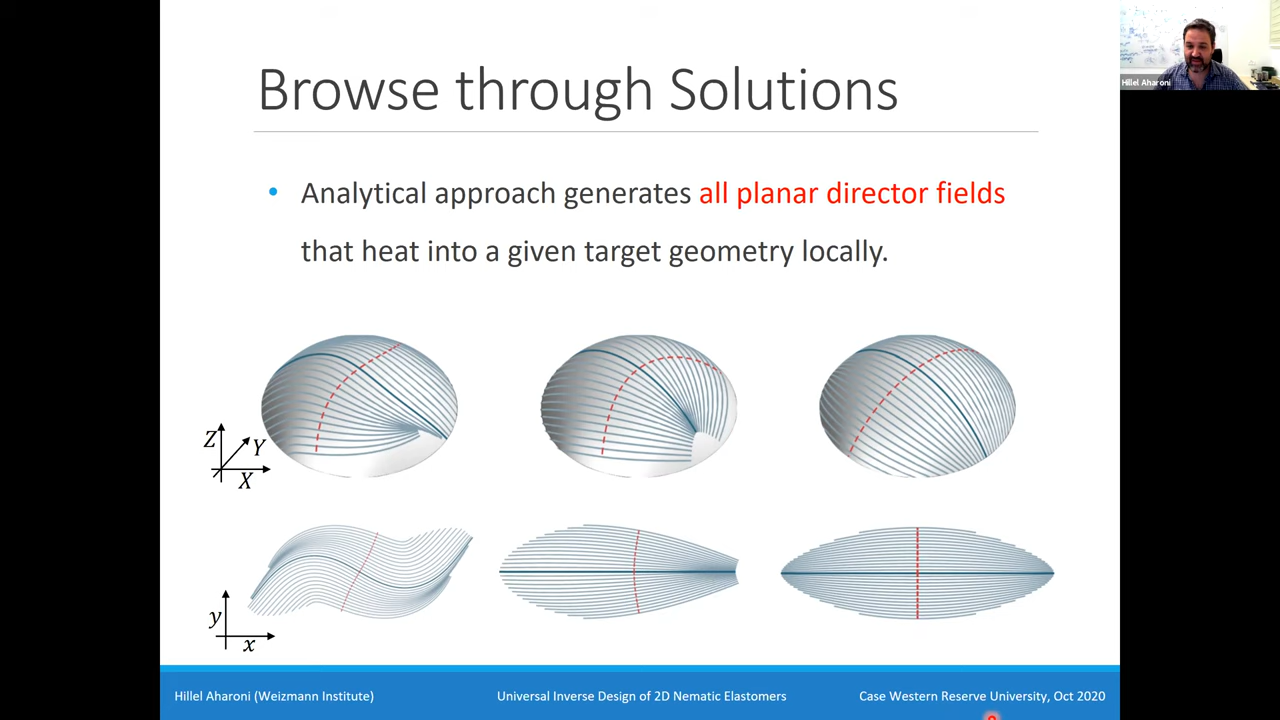 Browse through Solutions
Hillel Aharoni
• Analytical approach generates all planar director fields
that heat into a given target geometry locally.
Z
Y
X
y
x
Hillel Aharoni (Weizmann Institute)
Universal Inverse Design of 2D Nematic Elastomers
Case Western Reserve University, Oct 2020